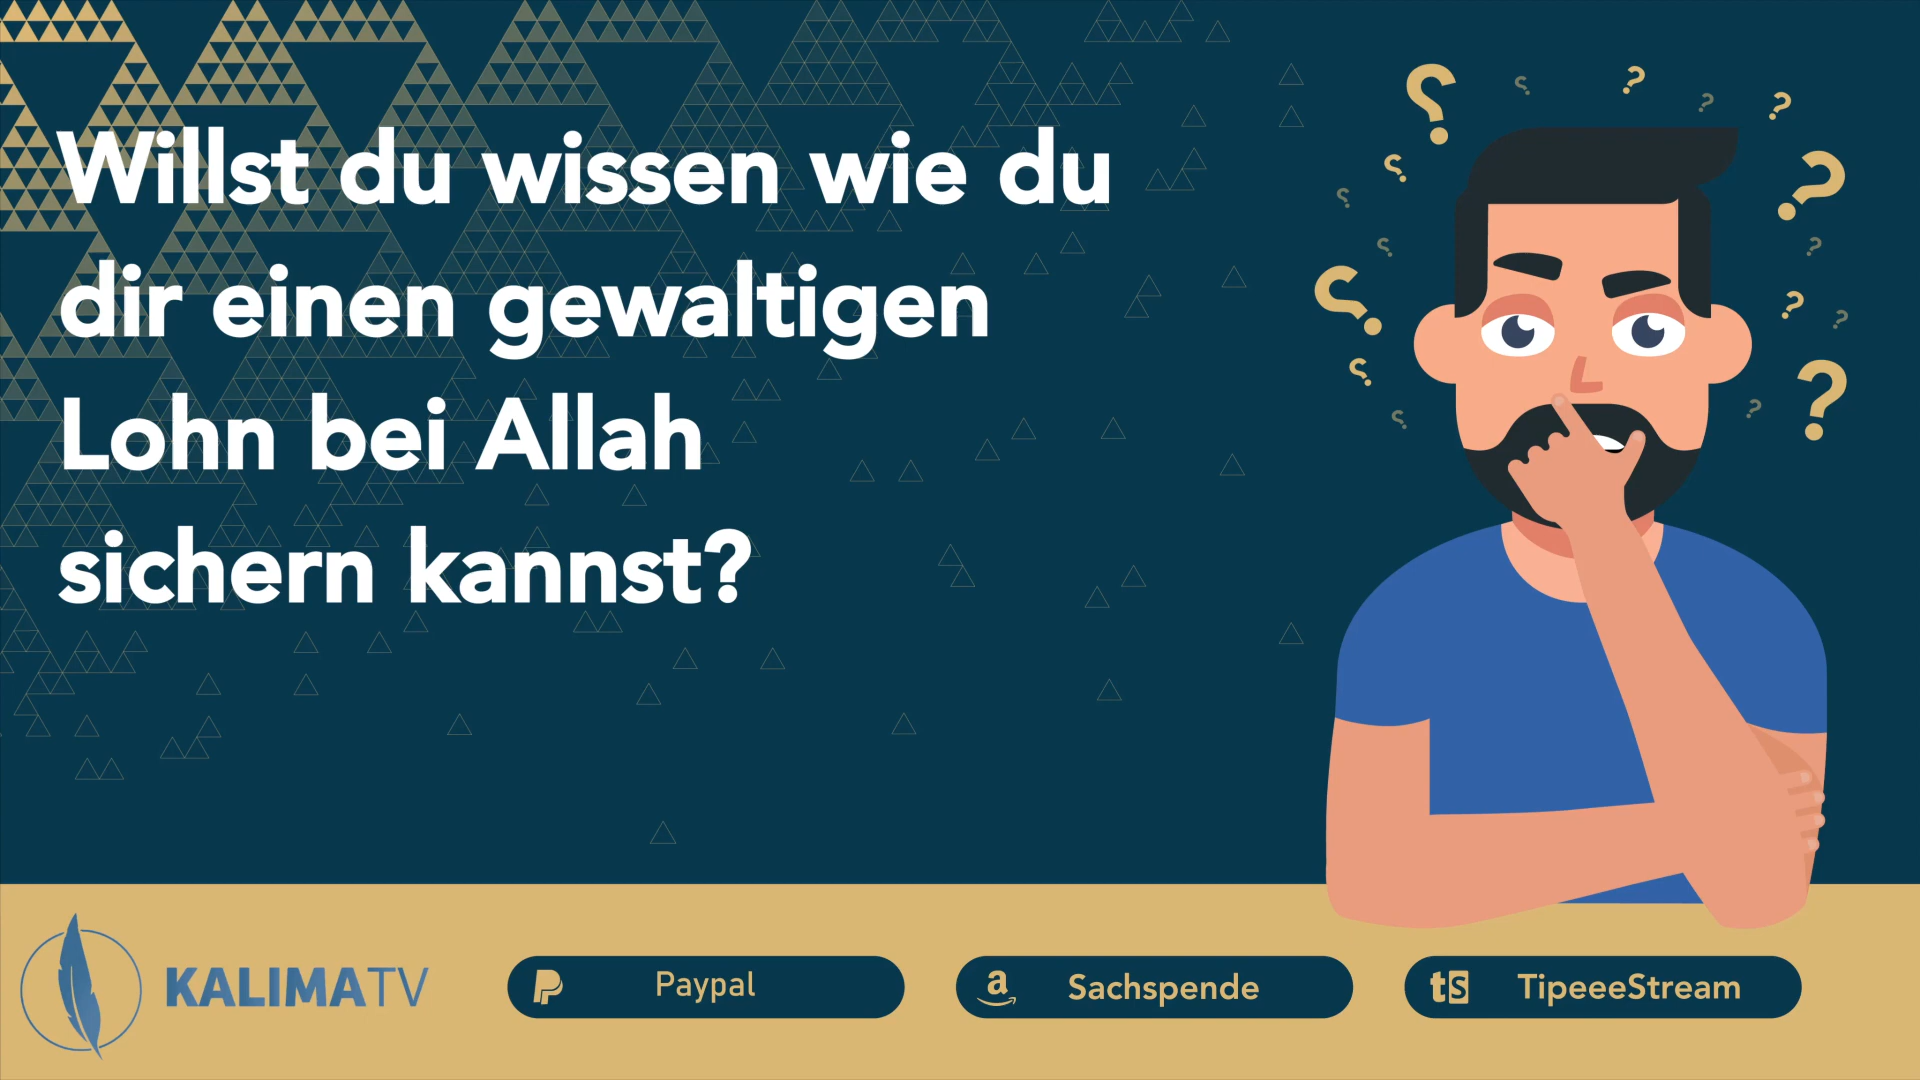 Willst du wissen wie du
dir einen gewaltigen
Lohn bei Allah
sichern kannst?
KALIMATV
Paypal
Sachspende
TipeeeStream